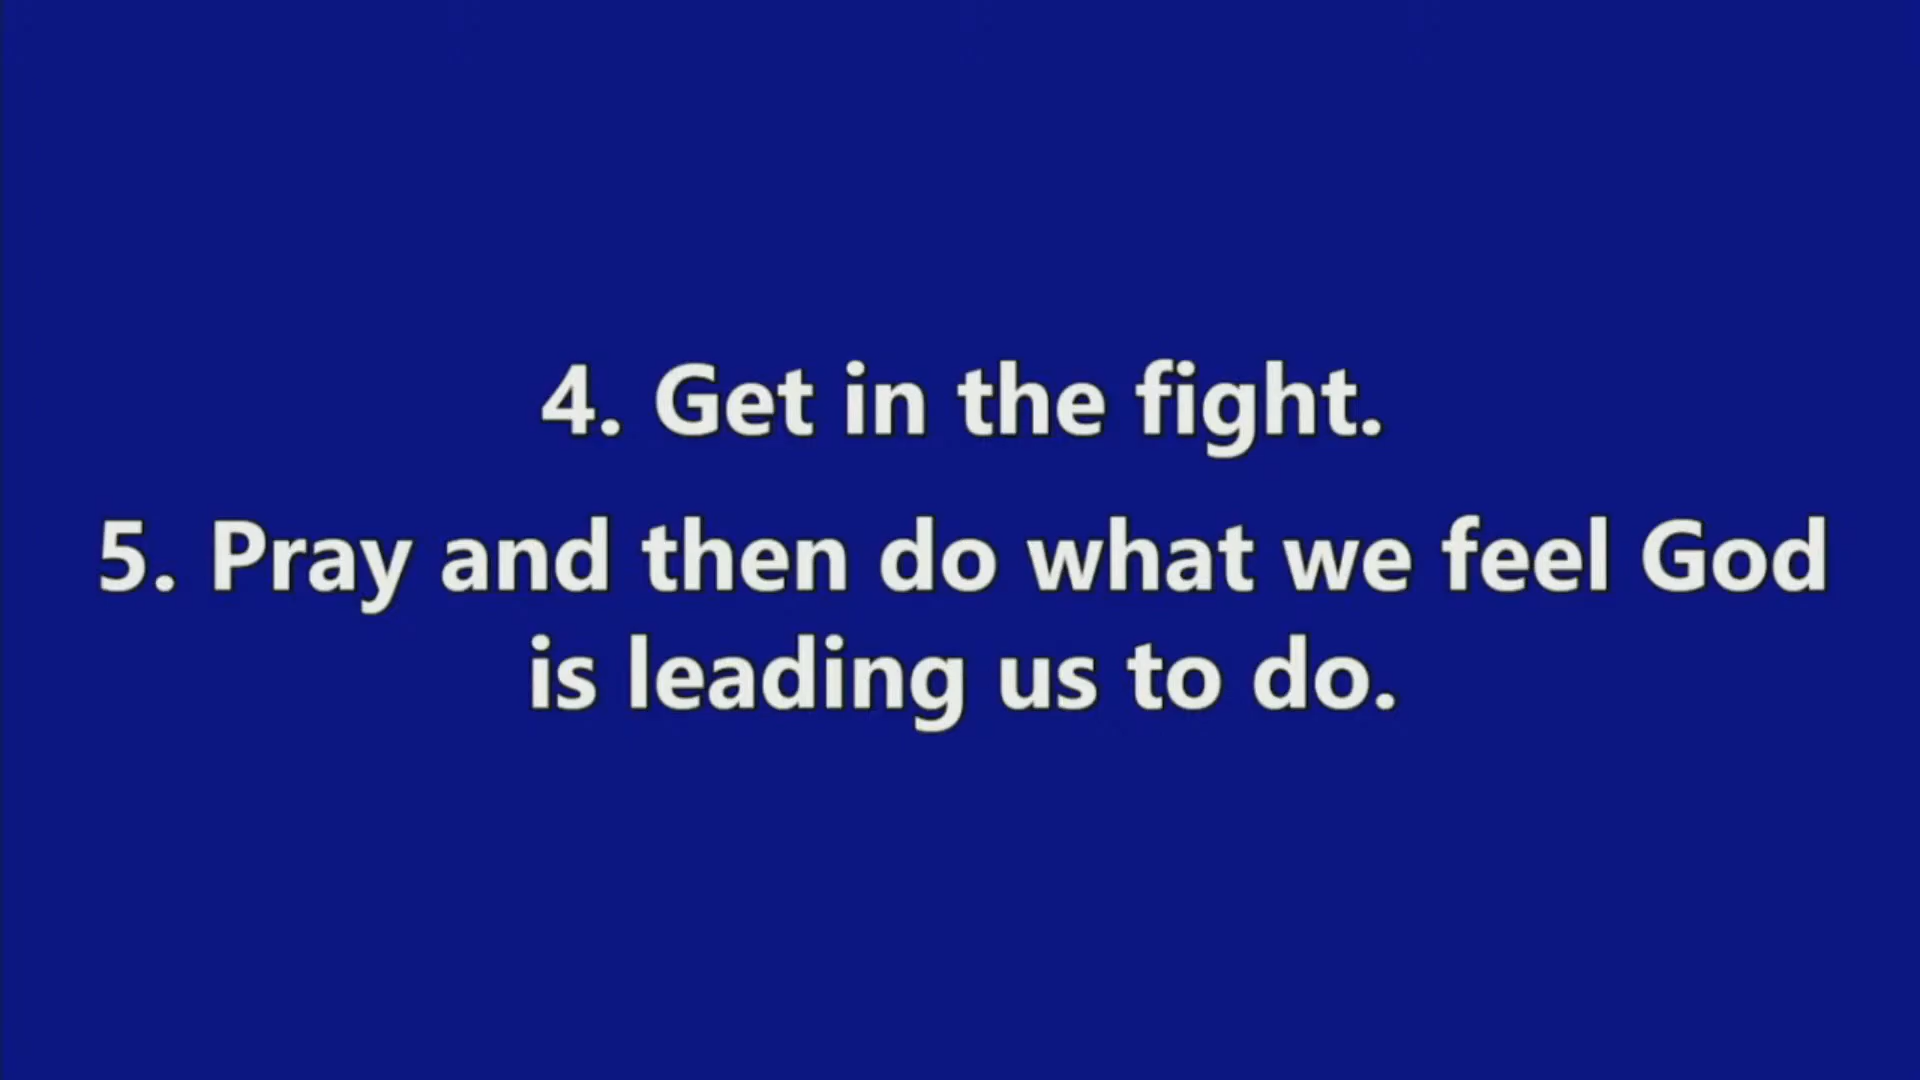 4. Get in the fight.
5. Pray and then do what we feel God
is leading us to do.